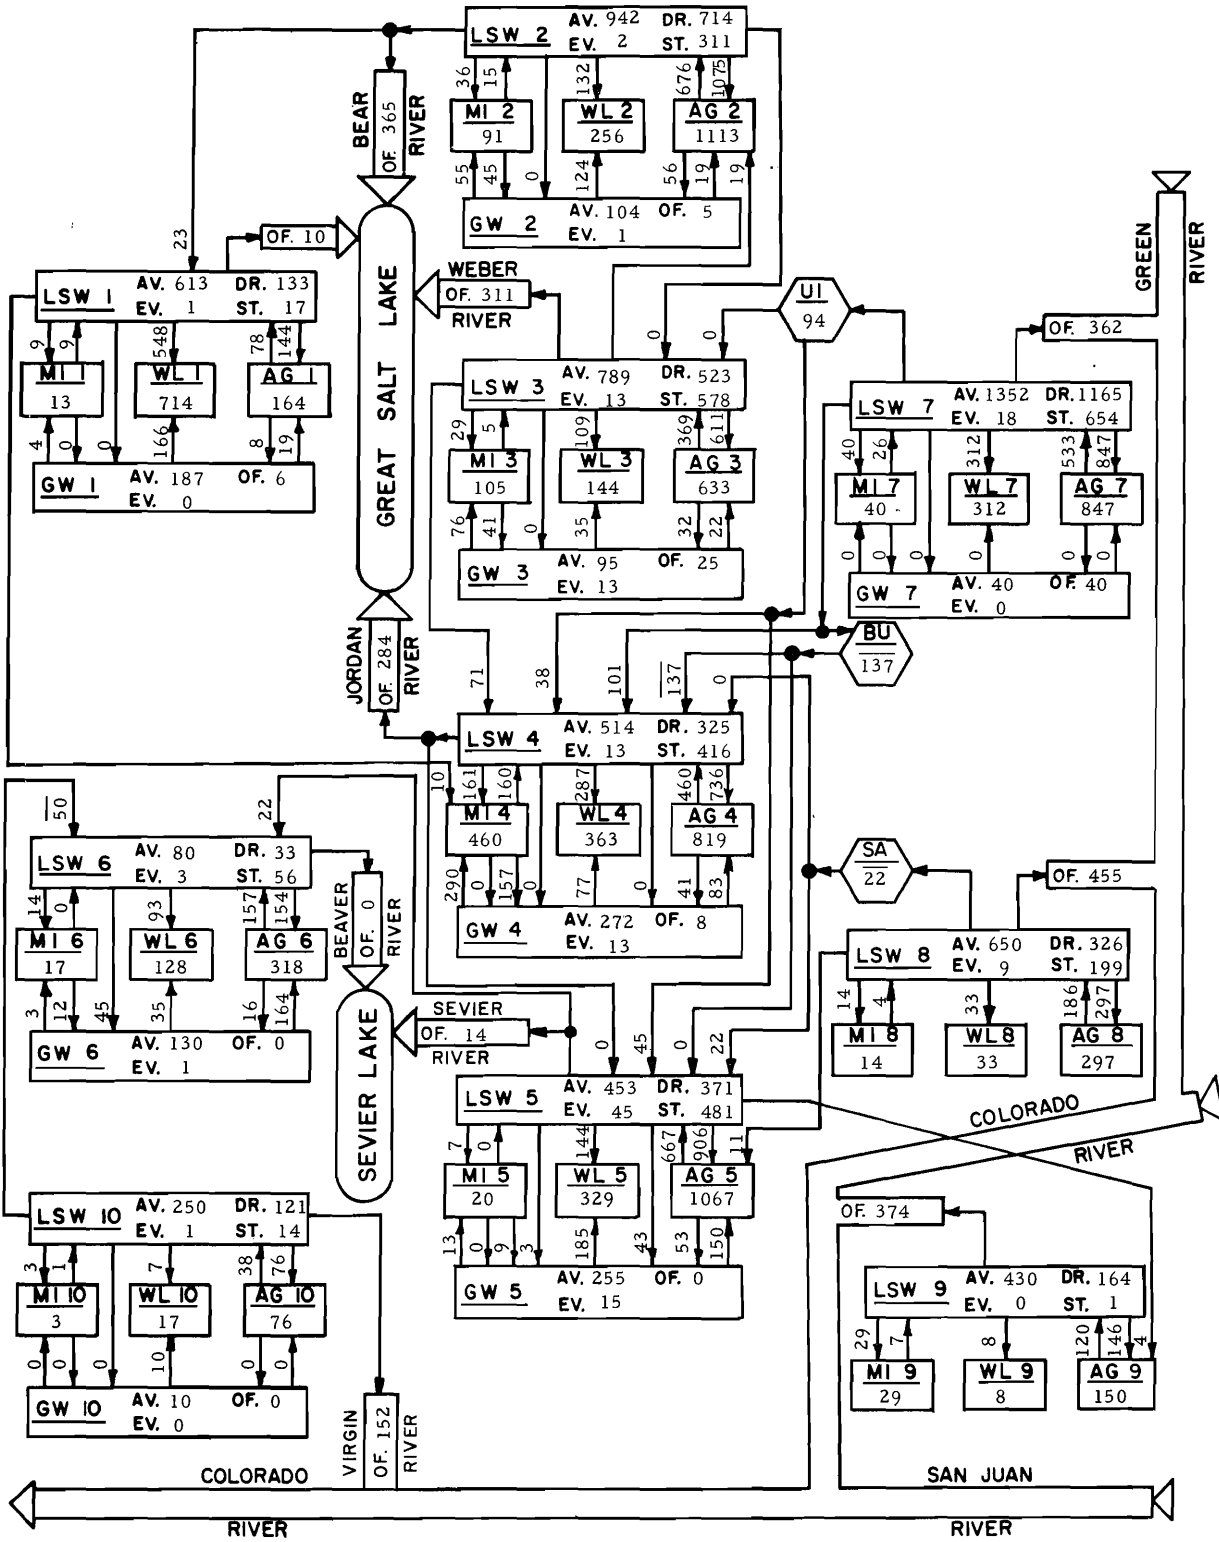 LSW 2 AV. 942 DR. 714
EV. 2 ST. 311
36 15 132 676 1075
MI 2 WL 2 AG 2
91 256 1113
55 45 0 124 56 19 19
GW 2 AV. 104 OF. 5
EV. 1
BEAR
OF. 365
RIVER
23
OF. 10
LSW 1 AV. 613 DR. 133
EV. 1 ST. 17
9 9 548 78 144
MI 1 WL 1 AG 1
13 714 164
4 0 0 166 8 19
GW 1 AV. 187 OF. 6
EV. 0
GREAT SALT LAKE
WEBER
OF. 311
RIVER
UI
94
0 0
LSW 3 AV. 789 DR. 523
EV. 13 ST. 578
29 5 109 369 611
MI 3 WL 3 AG 3
105 144 633
76 41 0 35 32 22
GW 3 AV. 95 OF. 25
EV. 13
GREEN
RIVER
OF. 362
LSW 7 AV. 1352 DR. 1165
EV. 18 ST. 654
40 26 312 533 847
MI 7 WL 7 AG 7
40 312 847
0 0 0 0 0 0
GW 7 AV. 40 OF. 40
EV. 0
BU
137
JORDAN
OF. 284
RIVER
71 38 101 137 0
LSW 4 AV. 514 DR. 325
EV. 13 ST. 416
10 161 160 287 460 736
MI 4 WL 4 AG 4
460 363 819
290 0 157 0 77 0 41 83
GW 4 AV. 272 OF. 8
EV. 13
50 22
LSW 6 AV. 80 DR. 33
EV. 3 ST. 56
14 0 93 157 154
MI 6 WL 6 AG 6
17 128 318
3 12 45 35 16 164
GW 6 AV. 130 OF. 0
EV. 1
BEAVER
OF. 0
RIVER
SEVIER LAKE
SEVIER
OF. 14
RIVER
SA
22
OF. 455
LSW 8 AV. 650 DR. 326
EV. 9 ST. 199
14 4 33 186 297
MI 8 WL 8 AG 8
14 33 297
0 45 0 22
LSW 5 AV. 453 DR. 371
EV. 45 ST. 481
7 0 144 667 906 11
MI 5 WL 5 AG 5
20 329 1067
13 0 9 3 185 43 53 150
GW 5 AV. 255 OF. 0
EV. 15
COLORADO
RIVER
OF. 374
LSW 9 AV. 430 DR. 164
EV. 0 ST. 1
29 7 8 120 146 4
MI 9 WL 9 AG 9
29 8 150
LSW 10 AV. 250 DR. 121
EV. 1 ST. 14
3 1 7 38 76
MI 10 WL 10 AG 10
3 17 76
0 0 0 10 0 0
GW 10 AV. 10 OF. 0
EV. 0
VIRGIN
OF. 152
RIVER
COLORADO
RIVER
SAN JUAN
RIVER